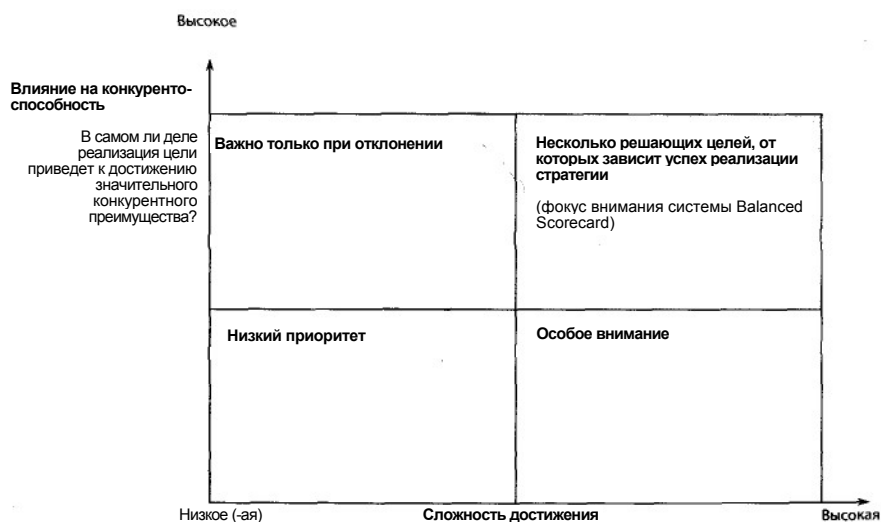 Высокое
Влияние на конкуренто-
способность
В самом ли деле
реализация цели
приведет к достижению
значительного
конкурентного
преимущества?
Важно только при отклонении
Несколько решающих целей, от
которых зависит успех реализации
стратегии
(фокус внимания системы Balanced
Scorecard)
Низкий приоритет
Особое внимание
Низкое (-ая)
Сложность достижения
Высокая